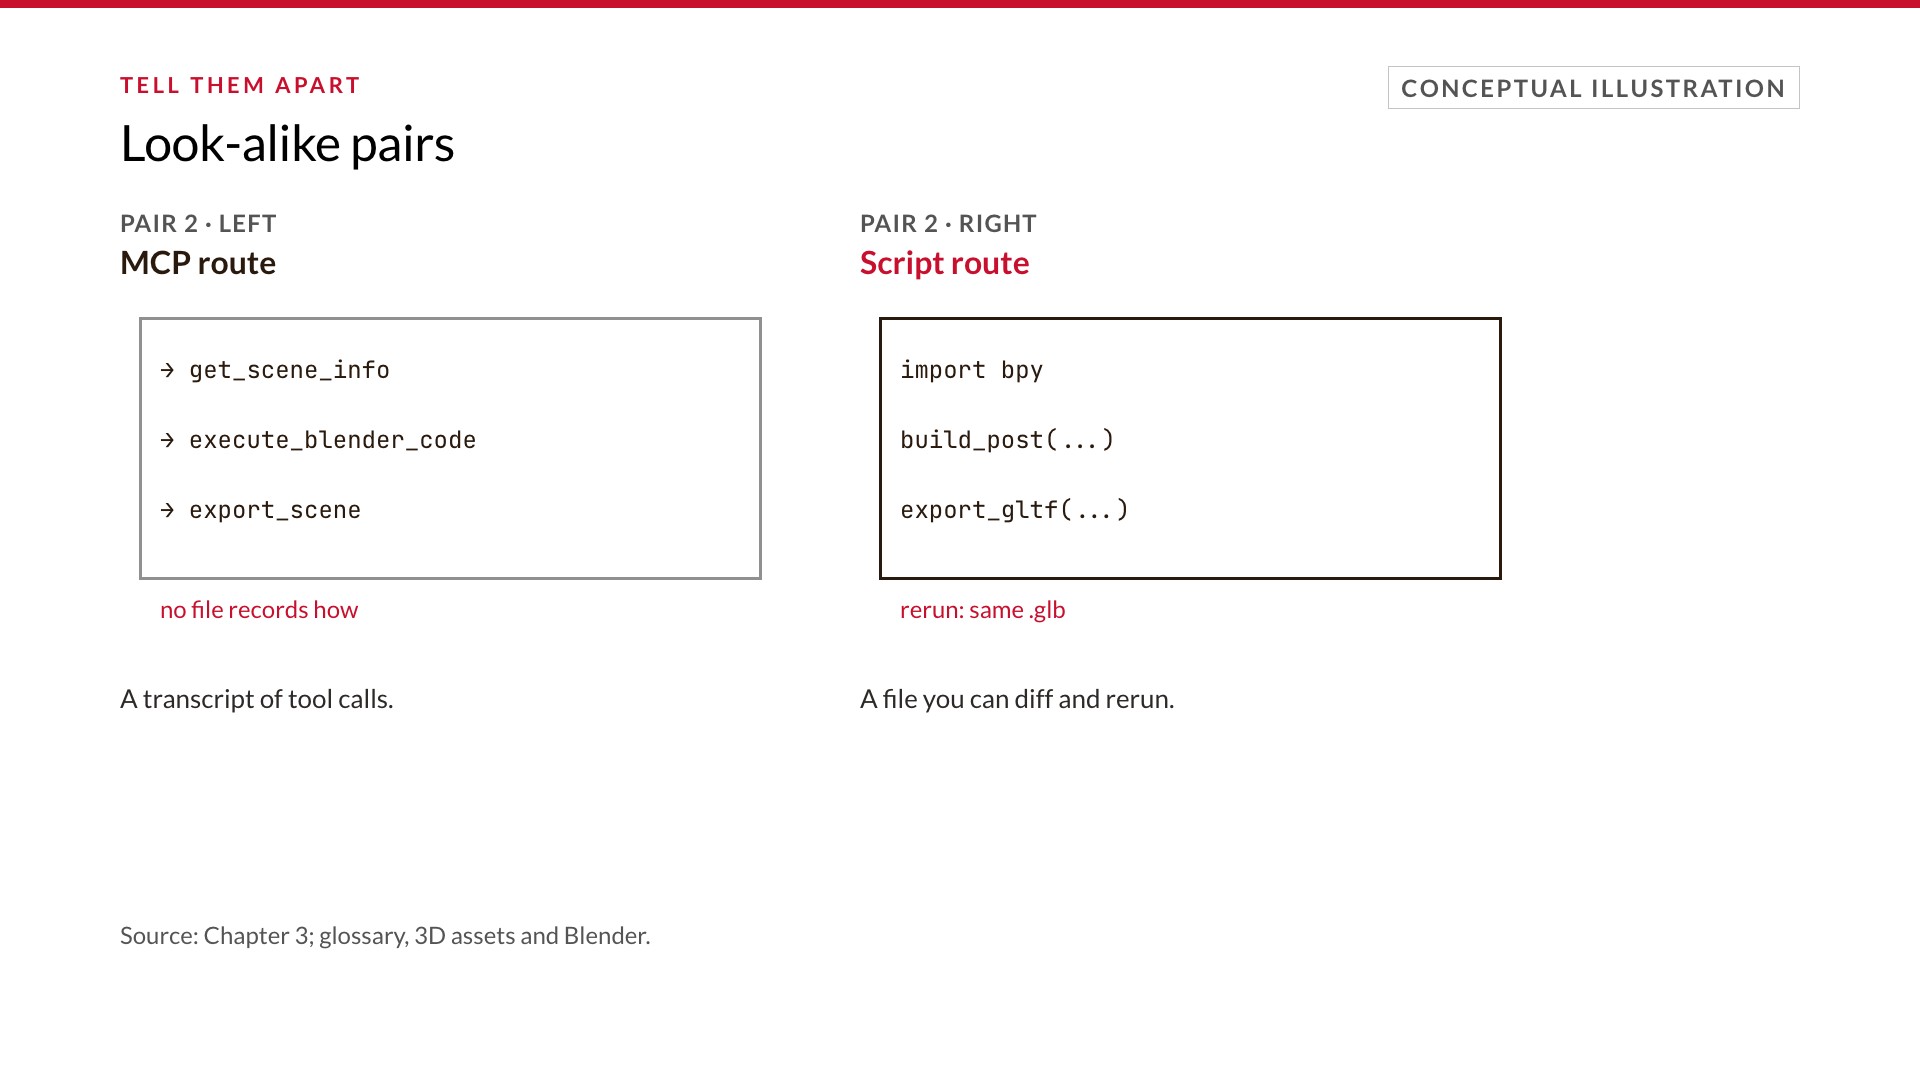 TELL THEM APART
CONCEPTUAL ILLUSTRATION
Look-alike pairs
PAIR 2 · LEFT
MCP route
→ get_scene_info
→ execute_blender_code
→ export_scene
no file records how
A transcript of tool calls.
PAIR 2 · RIGHT
Script route
import bpy
build_post(...)
export_gltf(...)
rerun: same .glb
A file you can diff and rerun.
Source: Chapter 3; glossary, 3D assets and Blender.